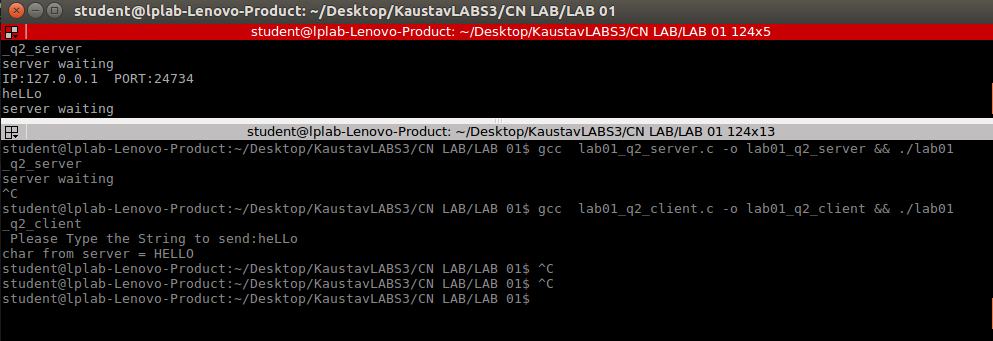 student@lplab-Lenovo-Product: ~/Desktop/KaustavLABS3/CN LAB/LAB 01
student@lplab-Lenovo-Product: ~/Desktop/KaustavLABS3/CN LAB/LAB 01 124x5
_q2_server
server waiting
IP:127.0.0.1  PORT:24734
heLLo
server waiting
student@lplab-Lenovo-Product: ~/Desktop/KaustavLABS3/CN LAB/LAB 01 124x13
student@lplab-Lenovo-Product:~/Desktop/KaustavLABS3/CN LAB/LAB 01$ gcc  lab01_q2_server.c -o lab01_q2_server && ./lab01
_q2_server
server waiting
^C
student@lplab-Lenovo-Product:~/Desktop/KaustavLABS3/CN LAB/LAB 01$ gcc  lab01_q2_client.c -o lab01_q2_client && ./lab01
_q2_client
 Please Type the String to send:heLLo
char from server = HELLO
student@lplab-Lenovo-Product:~/Desktop/KaustavLABS3/CN LAB/LAB 01$ ^C
student@lplab-Lenovo-Product:~/Desktop/KaustavLABS3/CN LAB/LAB 01$ ^C
student@lplab-Lenovo-Product:~/Desktop/KaustavLABS3/CN LAB/LAB 01$